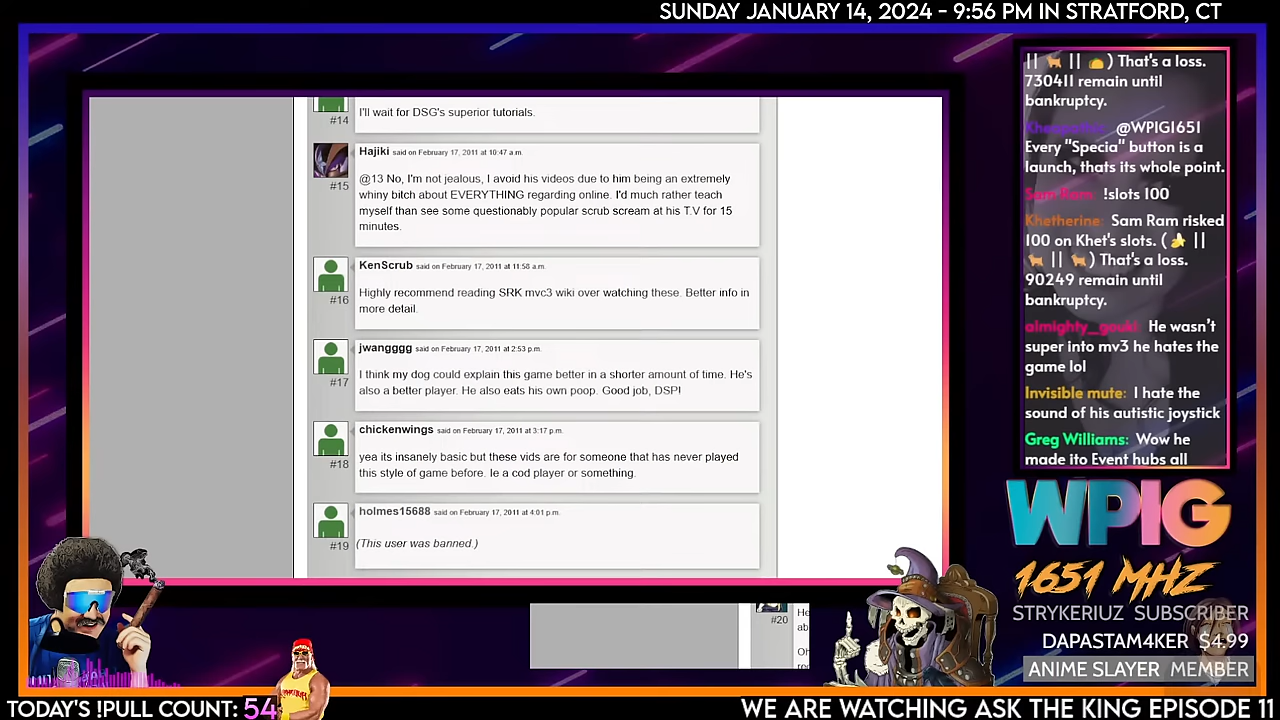 SUNDAY JANUARY 14, 2024 - 9:56 PM IN STRATFORD, CT
I'll wait for DSG's superior tutorials.
#14
Hajiki said on February 17, 2011 at 10:47 a.m.
@13 No, I'm not jealous, I avoid his videos due to him being an extremely
whiny bitch about EVERYTHING regarding online. I'd much rather teach
myself than see some questionably popular scrub scream at his T.V for 15
minutes.
#15
KenScrub said on February 17, 2011 at 11:58 a.m.
Highly recommend reading SRK mvc3 wiki over watching these. Better info in
more detail.
#16
jwangggg said on February 17, 2011 at 2:53 p.m.
I think my dog could explain this game better in a shorter amount of time. He's
also a better player. He also eats his own poop. Good job, DSP!
#17
chickenwings said on February 17, 2011 at 3:17 p.m.
yea its insanely basic but these vids are for someone that has never played
this style of game before. Ie a cod player or something.
#18
holmes15688 said on February 17, 2011 at 4:01 p.m.
(This user was banned.)
#19
#20
He
ab
|| 🐈 || 🌮 ) That's a loss.
730411 remain until
bankruptcy.
@WPIG1651
Every "Specia" button is a
launch, thats its whole point.
Sam Ram: !slots 100
Khetherine: Sam Ram risked
100 on Khet's slots. ( 🍌 ||
🐈 || 🐈 ) That's a loss.
90249 remain until
bankruptcy.
almighty_gouki: He wasn't
super into mv3 he hates the
game lol
Invisible mute: I hate the
sound of his autistic joystick
Greg Williams: Wow he
made ito Event hubs all
WPIG
1651 MHZ
STRYKERIUZ SUBSCRIBER
DAPASTAM4KER $4.99
ANIME SLAYER MEMBER
TODAY'S !PULL COUNT: 54
WE ARE WATCHING ASK THE KING EPISODE 11